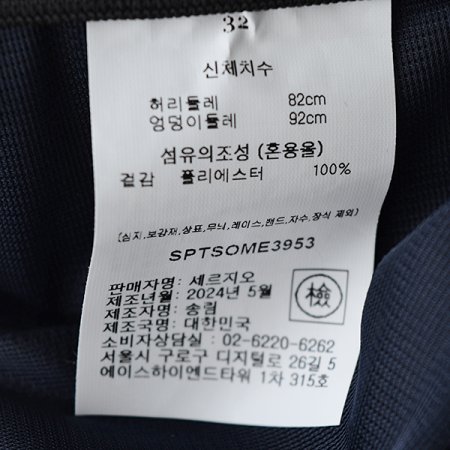 32
신체치수
허리둘레 82cm
엉덩이둘레 92cm
섬유의조성 (혼용율)
겉감 폴리에스터 100%
(심지,보강재,상표,무늬,레이스,밴드,자수,장식 제외)
SPTSOME3953
판매자명: 세르지오
제조년월: 2024년 5월
제조자명: 송림
제조국명: 대한민국
소비자상담실: 02-6220-6262
서울시 구로구 디지털로 26길 5
에이스하이엔드타워 1차 315호
檢